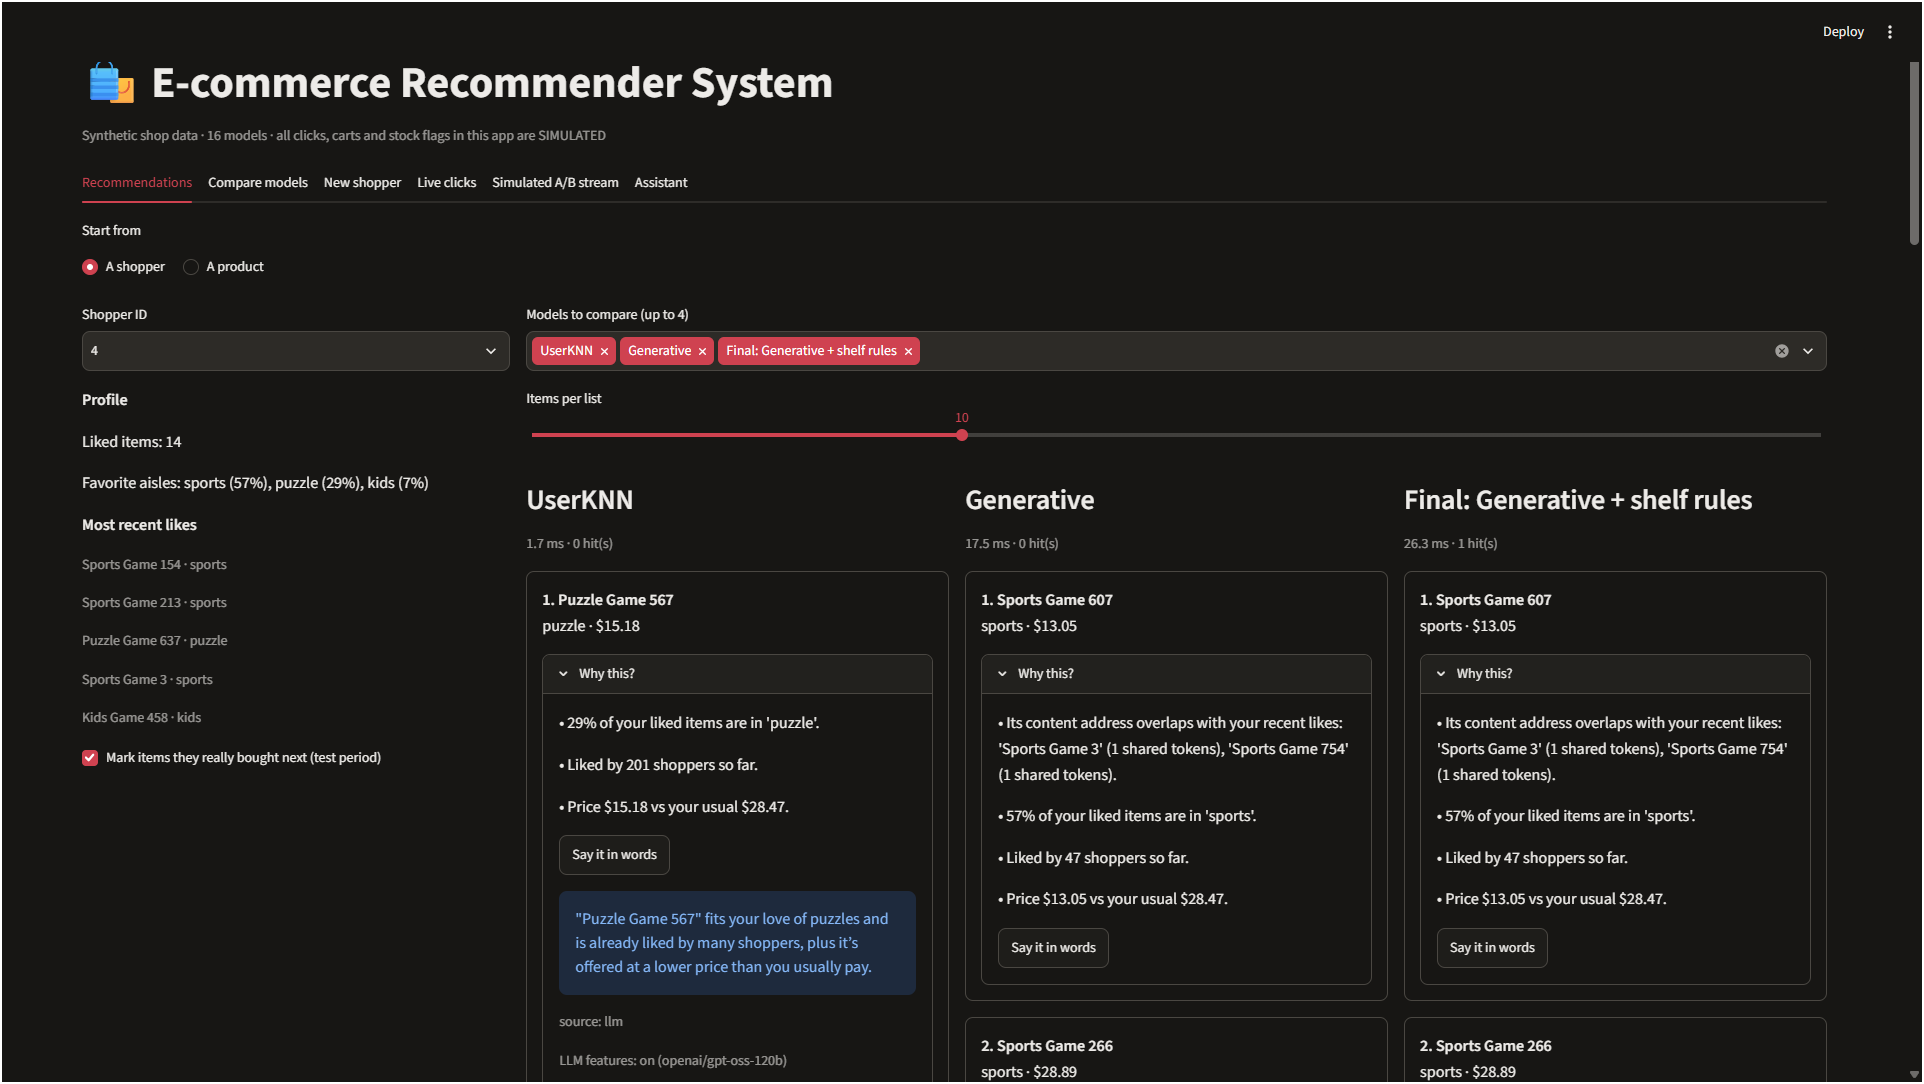 Deploy
E-commerce Recommender System
Synthetic shop data · 16 models · all clicks, carts and stock flags in this app are SIMULATED
Recommendations
Compare models
New shopper
Live clicks
Simulated A/B stream
Assistant
Start from
A shopper
A product
Shopper ID
4
Models to compare (up to 4)
UserKNN
Generative
Final: Generative + shelf rules
Profile
Liked items: 14
Favorite aisles: sports (57%), puzzle (29%), kids (7%)
Most recent likes
Sports Game 154 · sports
Sports Game 213 · sports
Puzzle Game 637 · puzzle
Sports Game 3 · sports
Kids Game 458 · kids
Mark items they really bought next (test period)
Items per list
10
UserKNN
1.7 ms · 0 hit(s)
1. Puzzle Game 567
puzzle · $15.18
Why this?
• 29% of your liked items are in 'puzzle'.
• Liked by 201 shoppers so far.
• Price $15.18 vs your usual $28.47.
Say it in words
"Puzzle Game 567" fits your love of puzzles and
is already liked by many shoppers, plus it’s
offered at a lower price than you usually pay.
source: llm
LLM features: on (openai/gpt-oss-120b)
Generative
17.5 ms · 0 hit(s)
1. Sports Game 607
sports · $13.05
Why this?
• Its content address overlaps with your recent likes:
'Sports Game 3' (1 shared tokens), 'Sports Game 754'
(1 shared tokens).
• 57% of your liked items are in 'sports'.
• Liked by 47 shoppers so far.
• Price $13.05 vs your usual $28.47.
Say it in words
2. Sports Game 266
sports · $28.89
Final: Generative + shelf rules
26.3 ms · 1 hit(s)
1. Sports Game 607
sports · $13.05
Why this?
• Its content address overlaps with your recent likes:
'Sports Game 3' (1 shared tokens), 'Sports Game 754'
(1 shared tokens).
• 57% of your liked items are in 'sports'.
• Liked by 47 shoppers so far.
• Price $13.05 vs your usual $28.47.
Say it in words
2. Sports Game 266
sports · $28.89